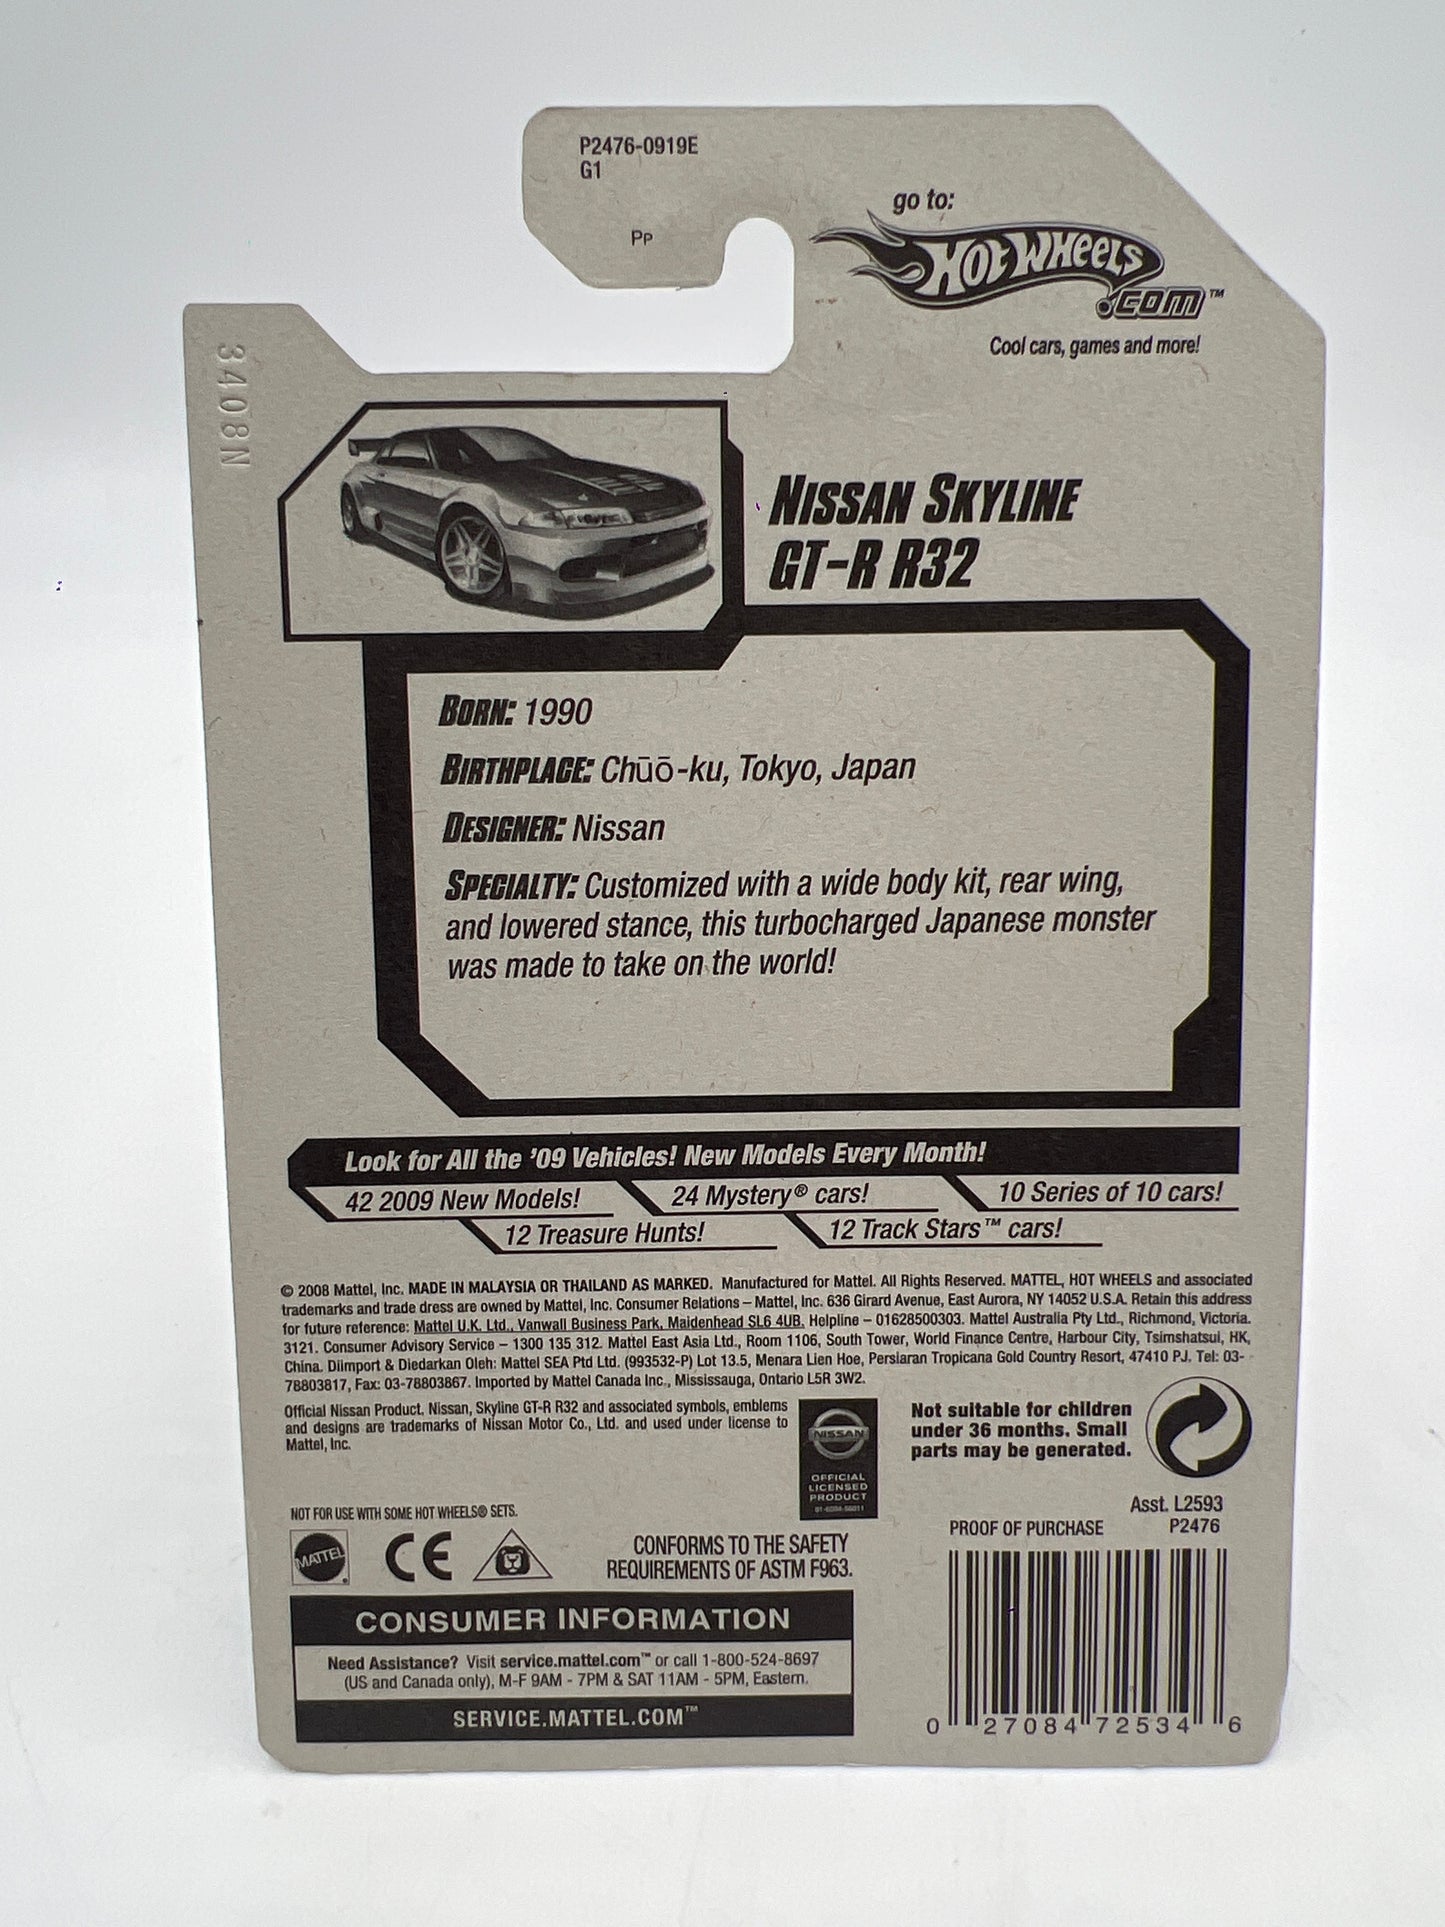 P2476-0919E
G1
PP
go to:
HOT WHEELS
.COM™
Cool cars, games and more!
3408N
NISSAN SKYLINE
GT-R R32
BORN: 1990
BIRTHPLACE: Chūō-ku, Tokyo, Japan
DESIGNER: Nissan
SPECIALTY: Customized with a wide body kit, rear wing,
and lowered stance, this turbocharged Japanese monster
was made to take on the world!
Look for All the '09 Vehicles! New Models Every Month!
42 2009 New Models! 24 Mystery® cars! 10 Series of 10 cars!
12 Treasure Hunts! 12 Track Stars™ cars!
© 2008 Mattel, Inc. MADE IN MALAYSIA OR THAILAND AS MARKED. Manufactured for Mattel. All Rights Reserved. MATTEL, HOT WHEELS and associated
trademarks and trade dress are owned by Mattel, Inc. Consumer Relations – Mattel, Inc. 636 Girard Avenue, East Aurora, NY 14052 U.S.A. Retain this address
for future reference: Mattel U.K. Ltd., Vanwall Business Park, Maidenhead SL6 4UB. Helpline – 01628500303. Mattel Australia Pty Ltd., Richmond, Victoria.
3121. Consumer Advisory Service – 1300 135 312. Mattel East Asia Ltd., Room 1106, South Tower, World Finance Centre, Harbour City, Tsimshatsui, HK,
China. Diimport & Diedarkan Oleh: Mattel SEA Ptd Ltd. (993532-P) Lot 13.5, Menara Lien Hoe, Persiaran Tropicana Gold Country Resort, 47410 PJ. Tel: 03-
78803817, Fax: 03-78803867. Imported by Mattel Canada Inc., Mississauga, Ontario L5R 3W2.
Official Nissan Product, Nissan, Skyline GT-R R32 and associated symbols, emblems
and designs are trademarks of Nissan Motor Co., Ltd. and used under license to
Mattel, Inc.
NISSAN
OFFICIAL
LICENSED
PRODUCT
Not suitable for children
under 36 months. Small
parts may be generated.
NOT FOR USE WITH SOME HOT WHEELS® SETS.
MATTEL
CE
CONFORMS TO THE SAFETY
REQUIREMENTS OF ASTM F963.
Asst. L2593
PROOF OF PURCHASE P2476
CONSUMER INFORMATION
Need Assistance? Visit service.mattel.com™ or call 1-800-524-8697
(US and Canada only), M-F 9AM - 7PM & SAT 11AM - 5PM, Eastern.
SERVICE.MATTEL.COM™
0 27084 72534 6